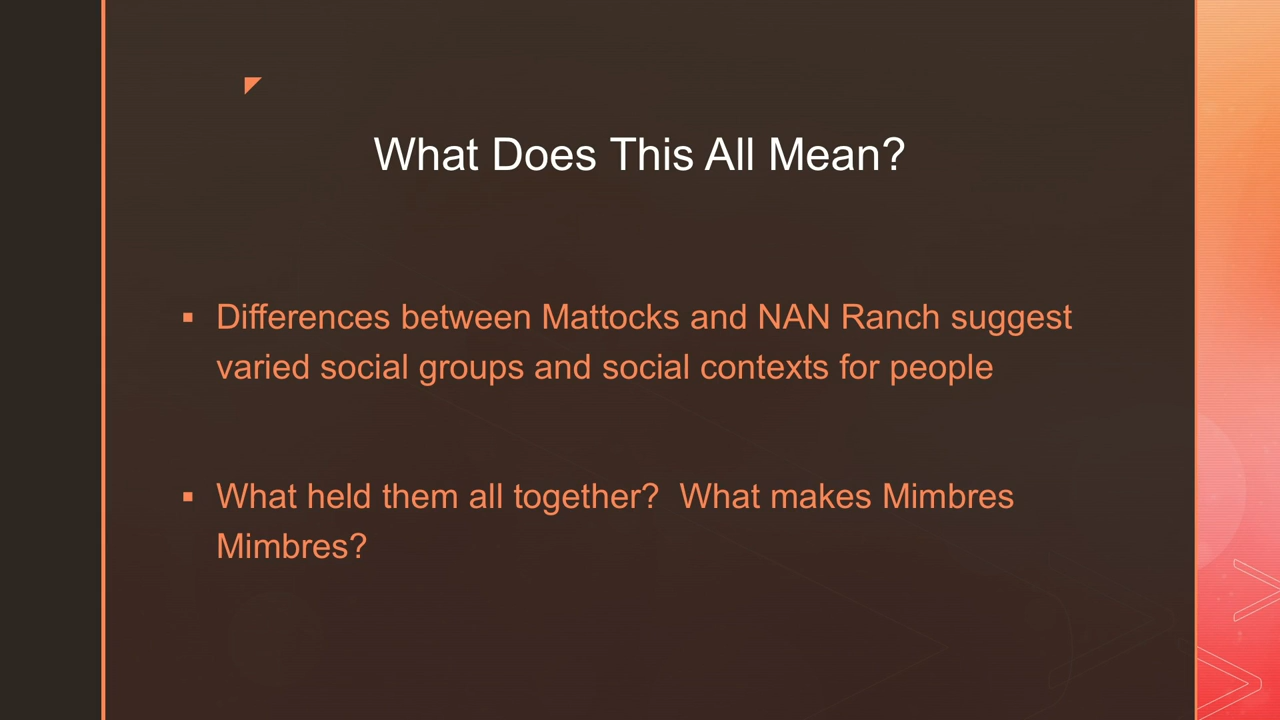 What Does This All Mean?
▪ Differences between Mattocks and NAN Ranch suggest
varied social groups and social contexts for people
▪ What held them all together?  What makes Mimbres
Mimbres?